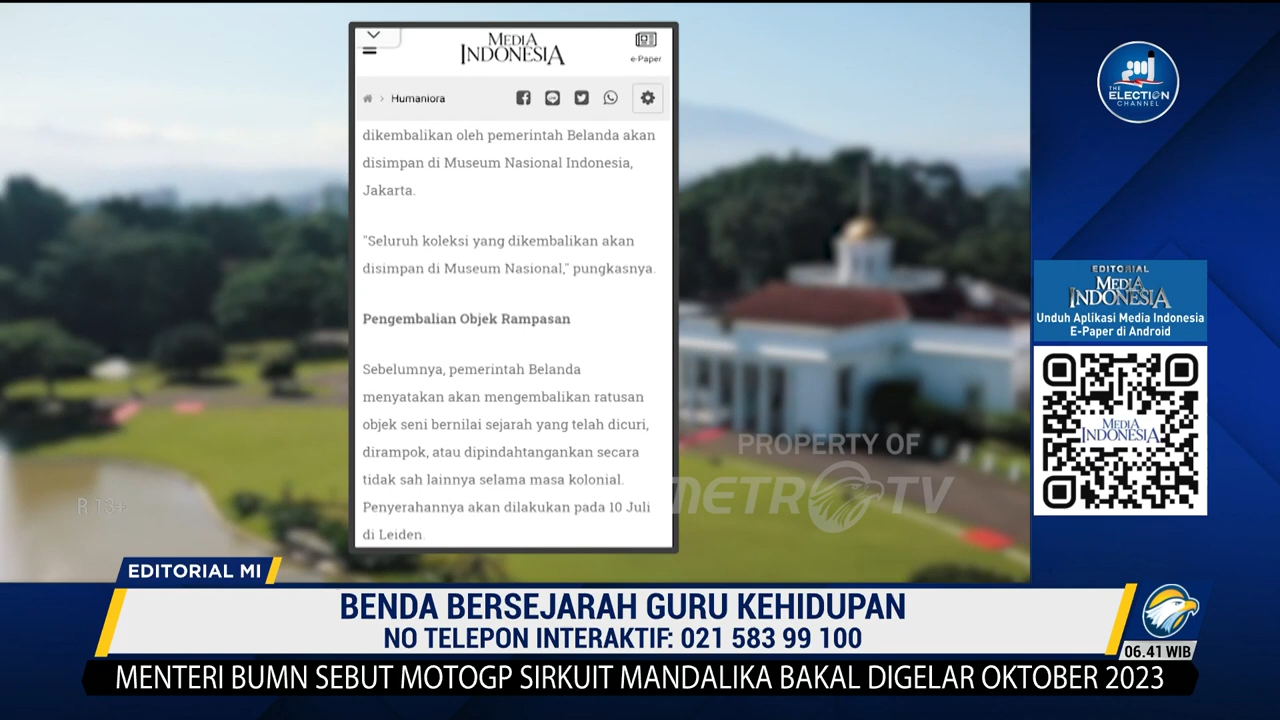 MEDIA
INDONESIA
e-Paper
Humaniora
dikembalikan oleh pemerintah Belanda akan
disimpan di Museum Nasional Indonesia,
Jakarta.
"Seluruh koleksi yang dikembalikan akan
disimpan di Museum Nasional," pungkasnya.
Pengembalian Objek Rampasan
Sebelumnya, pemerintah Belanda
menyatakan akan mengembalikan ratusan
objek seni bernilai sejarah yang telah dicuri,
dirampok, atau dipindahtangankan secara
tidak sah lainnya selama masa kolonial.
Penyerahannya akan dilakukan pada 10 Juli
di Leiden.
THE
ELECTION
CHANNEL
EDITORIAL
MEDIA
INDONESIA
Unduh Aplikasi Media Indonesia
E-Paper di Android
MEDIA
INDONESIA
PROPERTY OF
METRO TV
R 13+
EDITORIAL MI
BENDA BERSEJARAH GURU KEHIDUPAN
NO TELEPON INTERAKTIF: 021 583 99 100
06.41 WIB
MENTERI BUMN SEBUT MOTOGP SIRKUIT MANDALIKA BAKAL DIGELAR OKTOBER 2023